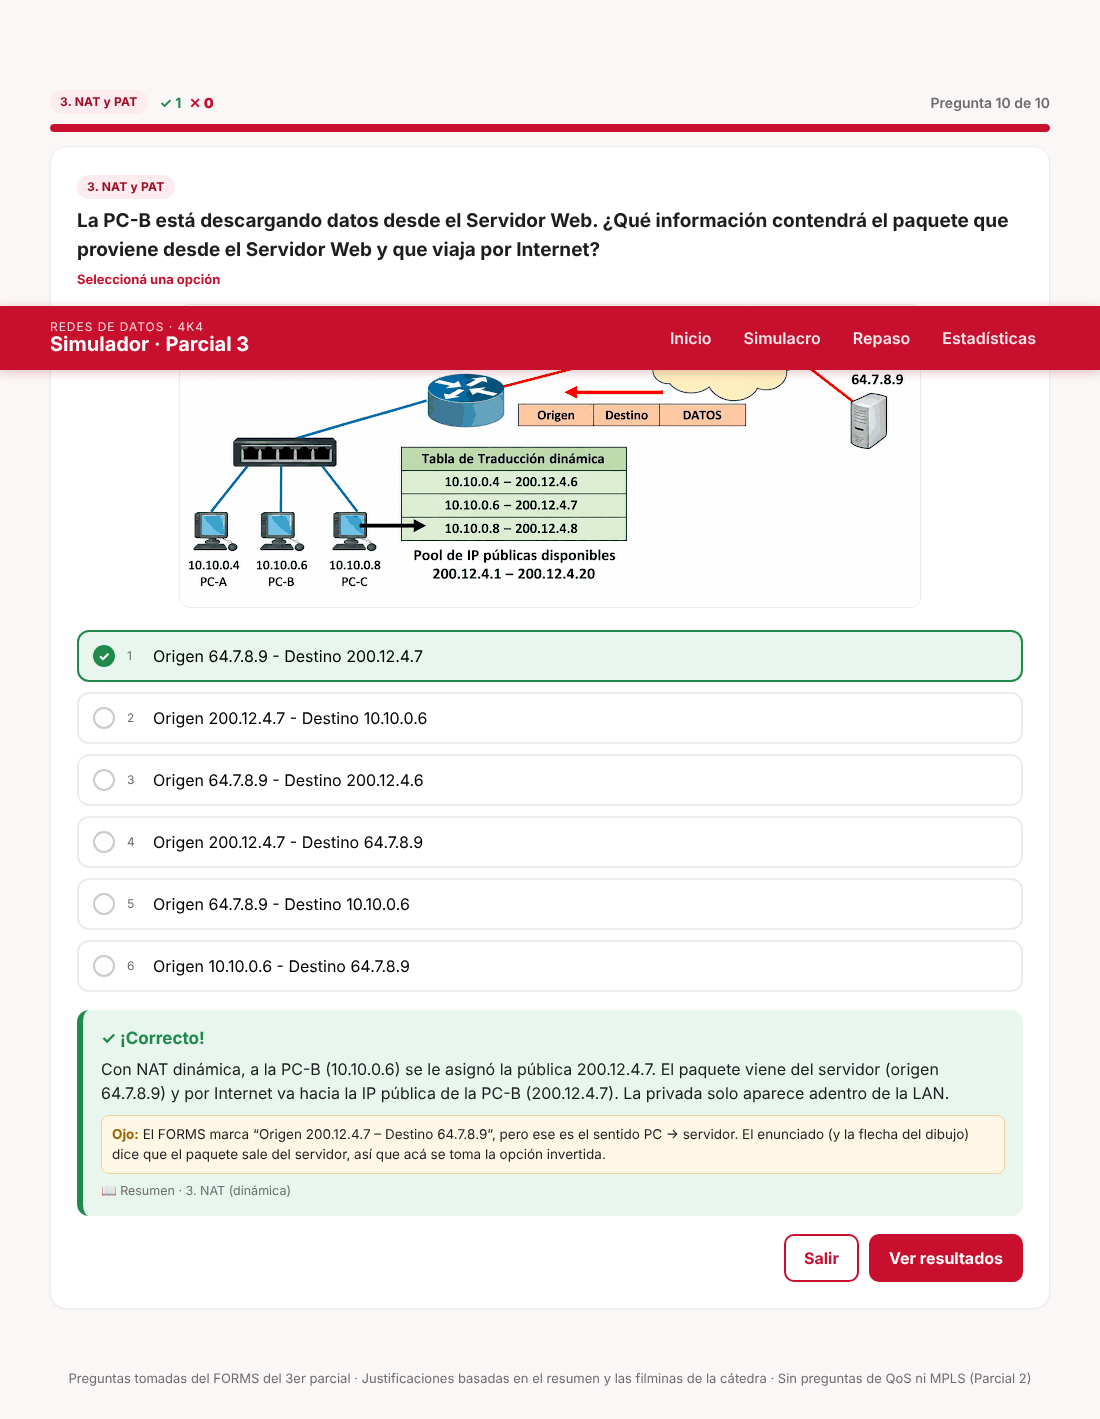 3. NAT y PAT
✓ 1 ✕ 0
Pregunta 10 de 10
3. NAT y PAT
La PC-B está descargando datos desde el Servidor Web. ¿Qué información contendrá el paquete que
proviene desde el Servidor Web y que viaja por Internet?
Seleccioná una opción
REDES DE DATOS · 4K4
Simulador · Parcial 3
Inicio
Simulacro
Repaso
Estadísticas
64.7.8.9
Origen
Destino
DATOS
Tabla de Traducción dinámica
10.10.0.4 – 200.12.4.6
10.10.0.6 – 200.12.4.7
10.10.0.8 – 200.12.4.8
Pool de IP públicas disponibles
200.12.4.1 – 200.12.4.20
10.10.0.4
PC-A
10.10.0.6
PC-B
10.10.0.8
PC-C
1 Origen 64.7.8.9 - Destino 200.12.4.7
2 Origen 200.12.4.7 - Destino 10.10.0.6
3 Origen 64.7.8.9 - Destino 200.12.4.6
4 Origen 200.12.4.7 - Destino 64.7.8.9
5 Origen 64.7.8.9 - Destino 10.10.0.6
6 Origen 10.10.0.6 - Destino 64.7.8.9
✓ ¡Correcto!
Con NAT dinámica, a la PC-B (10.10.0.6) se le asignó la pública 200.12.4.7. El paquete viene del servidor (origen
64.7.8.9) y por Internet va hacia la IP pública de la PC-B (200.12.4.7). La privada solo aparece adentro de la LAN.
Ojo: El FORMS marca “Origen 200.12.4.7 – Destino 64.7.8.9”, pero ese es el sentido PC → servidor. El enunciado (y la flecha del dibujo)
dice que el paquete sale del servidor, así que acá se toma la opción invertida.
📖 Resumen · 3. NAT (dinámica)
Salir
Ver resultados
Preguntas tomadas del FORMS del 3er parcial · Justificaciones basadas en el resumen y las filminas de la cátedra · Sin preguntas de QoS ni MPLS (Parcial 2)